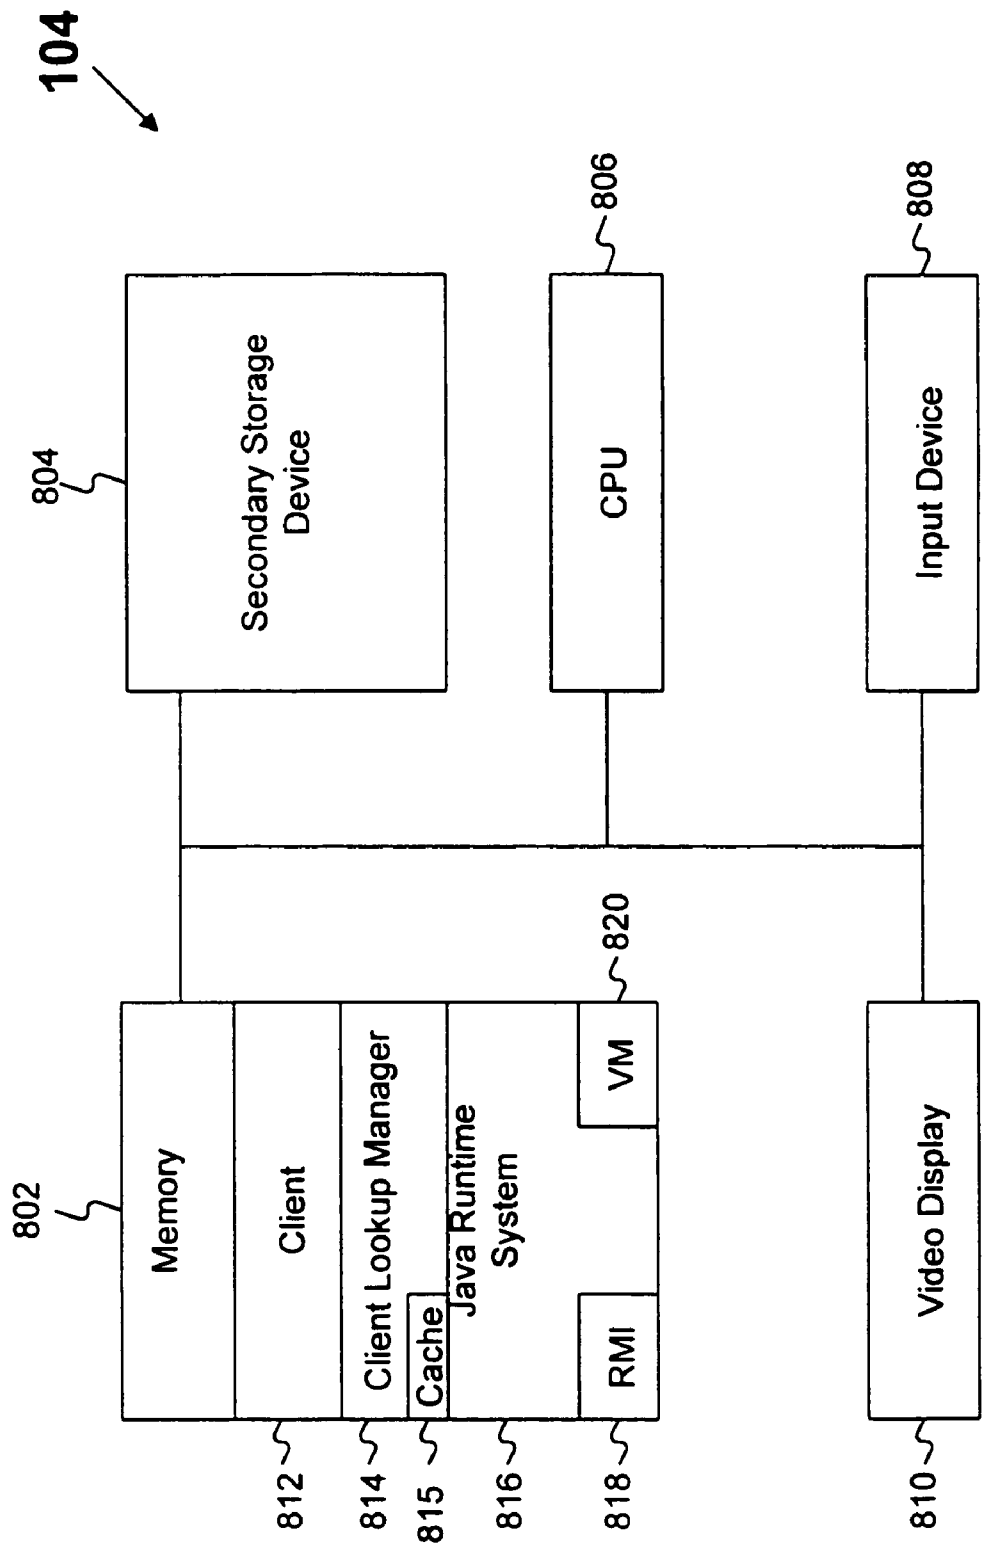 104
802
Memory
812
Client
814
Client Lookup Manager
815
Cache
816
Java Runtime
System
818
RMI
VM
820
804
Secondary Storage
Device
CPU
806
810
Video Display
Input Device
808